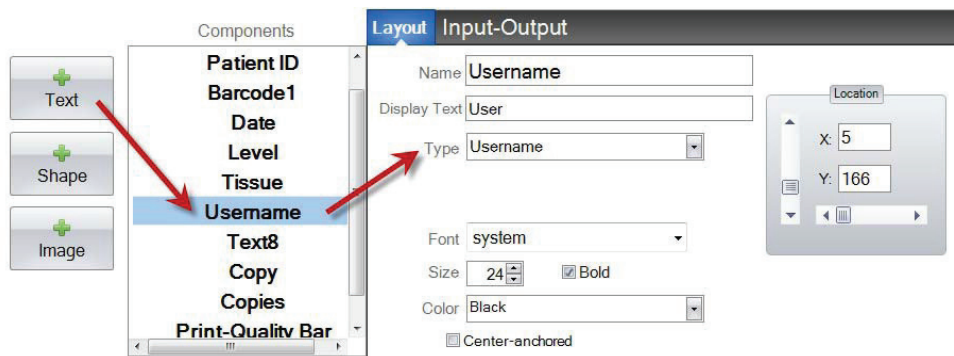 Components
Text
Shape
Image
Patient ID
Barcode1
Date
Level
Tissue
Username
Text8
Copy
Copies
Print-Quality Bar
Layout Input-Output
Name Username
Display Text User
Type Username
Font system
Size 24 Bold
Color Black
Center-anchored
Location
X: 5
Y: 166